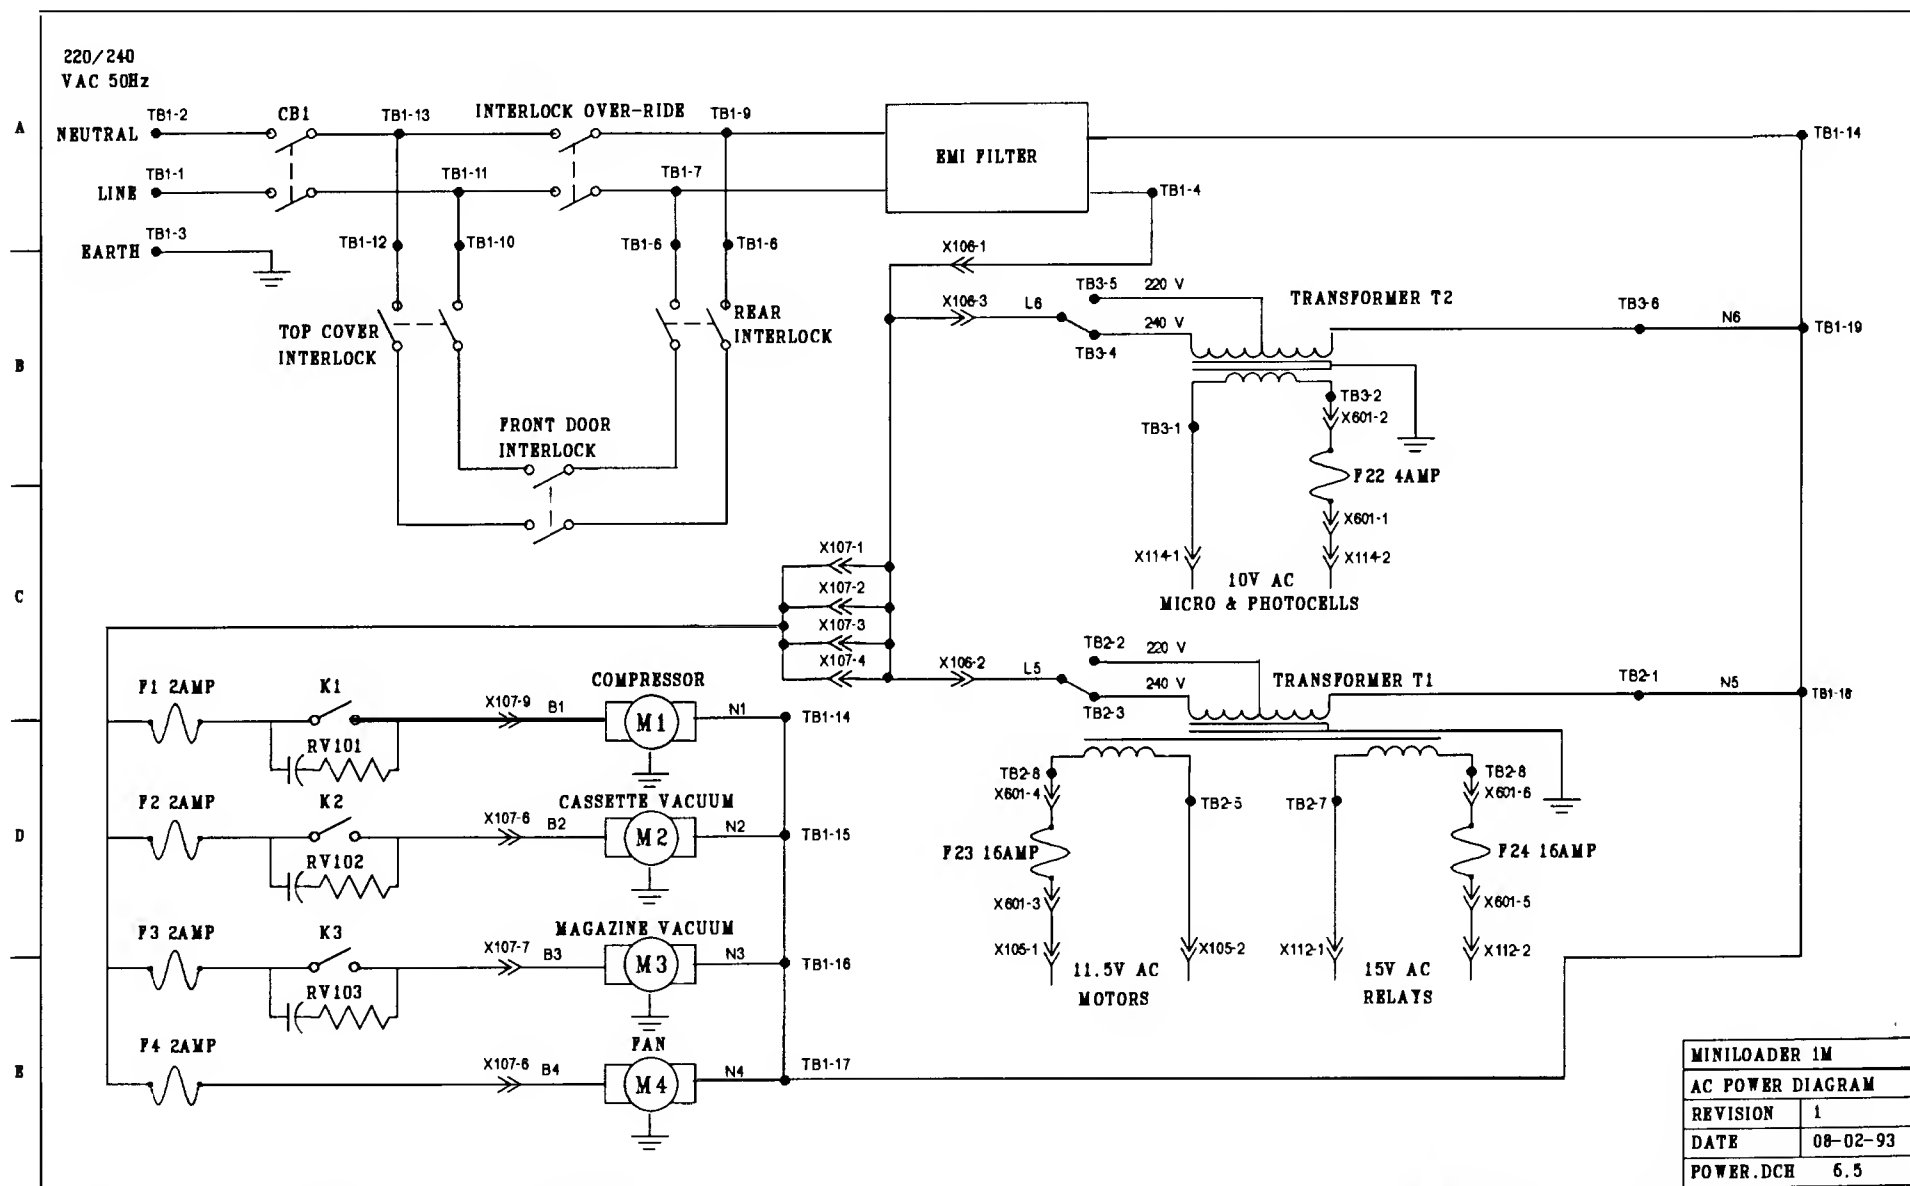 220/240
VAC 50Hz
A
NEUTRAL
TB1-2
CB1
TB1-13
INTERLOCK OVER-RIDE
TB1-9
EMI FILTER
TB1-14
LINE
TB1-1
TB1-11
TB1-7
TB1-4
EARTH
TB1-3
TB1-12
TB1-10
TB1-6
TB1-6
X106-1
B
TOP COVER
INTERLOCK
REAR
INTERLOCK
X106-3
L6
TB3-5
220 V
240 V
TB3-4
TRANSFORMER T2
TB3-6
N6
TB1-19
FRONT DOOR
INTERLOCK
TB3-2
X601-2
TB3-1
F22 4AMP
X601-1
X114-1
X114-2
10V AC
MICRO & PHOTOCELLS
C
X107-1
X107-2
X107-3
X107-4
X106-2
L5
TB2-2
220 V
240 V
TB2-3
TRANSFORMER T1
TB2-1
N5
TB1-18
F1 2AMP
K1
RV101
X107-9
B1
COMPRESSOR
M1
N1
TB1-14
D
F2 2AMP
K2
RV102
X107-6
B2
CASSETTE VACUUM
M2
N2
TB1-15
TB2-8
X601-4
TB2-5
TB2-7
TB2-8
X601-6
F23 16AMP
F24 16AMP
X601-3
X601-5
X105-1
X105-2
X112-1
X112-2
11.5V AC
MOTORS
15V AC
RELAYS
F3 2AMP
K3
RV103
X107-7
B3
MAGAZINE VACUUM
M3
N3
TB1-16
E
F4 2AMP
X107-6
B4
FAN
M4
N4
TB1-17
MINILOADER 1M
AC POWER DIAGRAM
REVISION 1
DATE 08-02-93
POWER.DCH 6.5